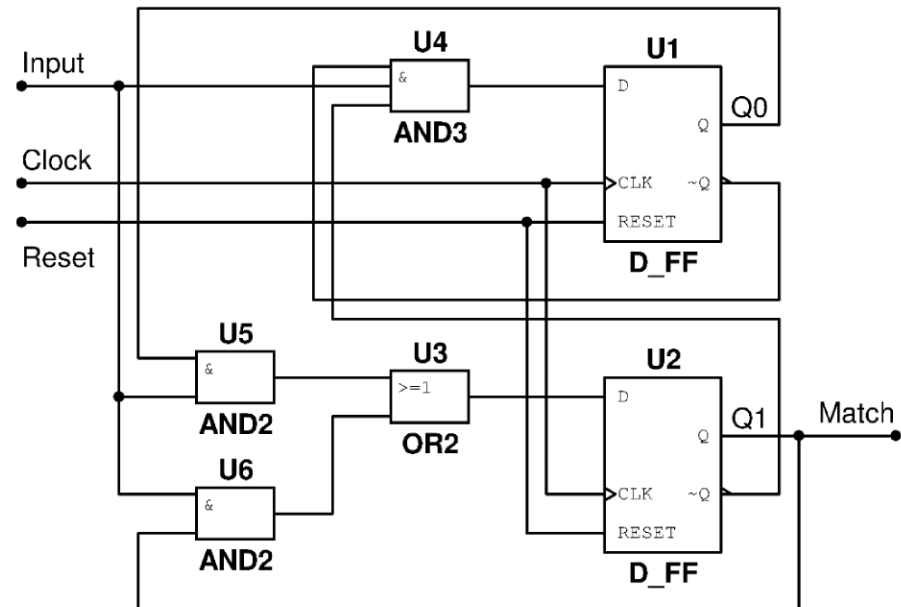 U4
U1
Input
&
D
Q0
AND3
Q
Clock
CLK
~Q
Reset
RESET
D_FF
U5
U3
U2
&
>=1
D
AND2
OR2
Q
Q1
Match
U6
&
CLK
~Q
AND2
RESET
D_FF